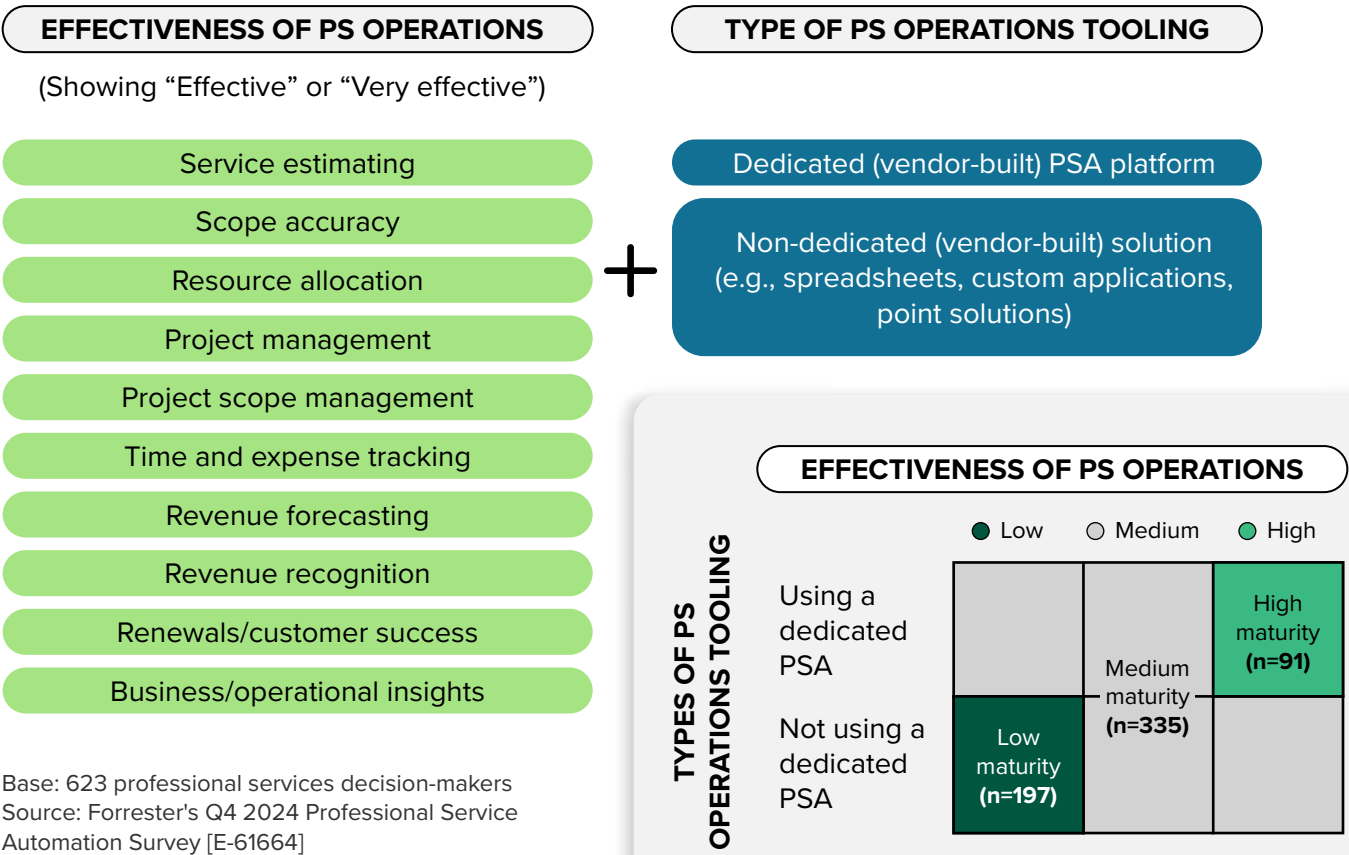 EFFECTIVENESS OF PS OPERATIONS
(Showing “Effective” or “Very effective”)
Service estimating
Scope accuracy
Resource allocation
Project management
Project scope management
Time and expense tracking
Revenue forecasting
Revenue recognition
Renewals/customer success
Business/operational insights
+
TYPE OF PS OPERATIONS TOOLING
Dedicated (vendor-built) PSA platform
Non-dedicated (vendor-built) solution
(e.g., spreadsheets, custom applications,
point solutions)
EFFECTIVENESS OF PS OPERATIONS
Low
Medium
High
TYPES OF PS
OPERATIONS TOOLING
Using a
dedicated
PSA
High
maturity
(n=91)
Medium
maturity
(n=335)
Not using a
dedicated
PSA
Low
maturity
(n=197)
Base: 623 professional services decision-makers
Source: Forrester's Q4 2024 Professional Service
Automation Survey [E-61664]